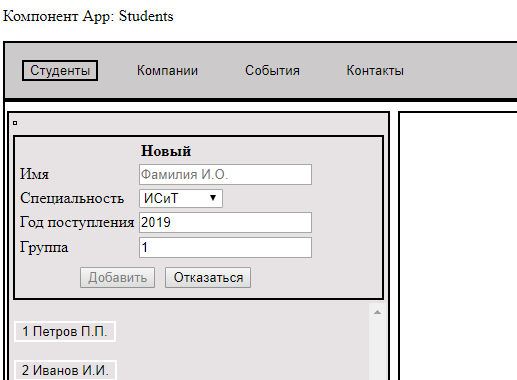 Компонент App: Students
Студенты Компании События Контакты
Новый
Имя Фамилия И.О.
Специальность ИСиТ
Год поступления 2019
Группа 1
Добавить Отказаться
1 Петров П.П.
2 Иванов И.И.